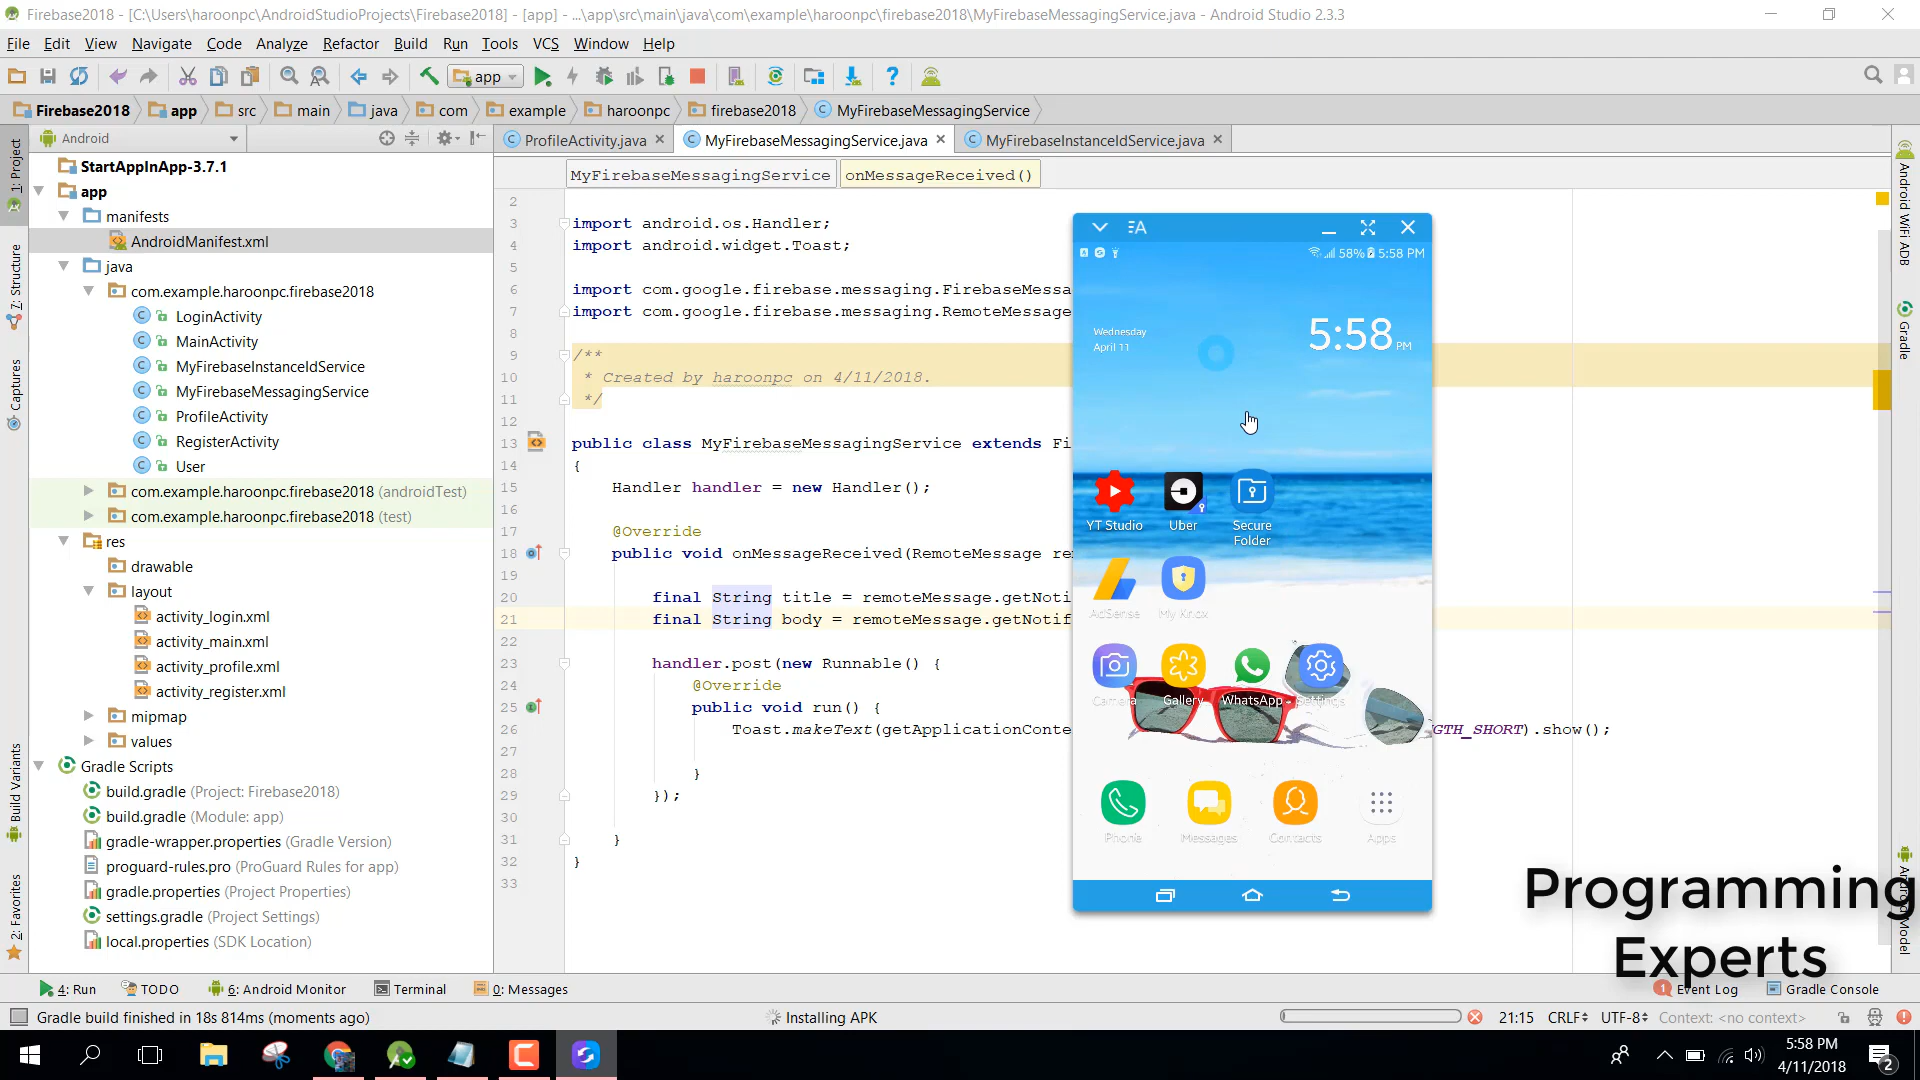 Firebase2018 - [C:\Users\haroonpc\AndroidStudioProjects\Firebase2018] - [app] - ...\app\src\main\java\com\example\haroonpc\firebase2018\MyFirebaseMessagingService.java - Android Studio 2.3.3
File Edit View Navigate Code Analyze Refactor Build Run Tools VCS Window Help
app
Firebase2018 app src main java com example haroonpc firebase2018 MyFirebaseMessagingService
Android
ProfileActivity.java MyFirebaseMessagingService.java MyFirebaseInstanceIdService.java
MyFirebaseMessagingService onMessageReceived()
1: Project
7: Structure
Captures
Build Variants
2: Favorites
StartAppInApp-3.7.1
app
manifests
AndroidManifest.xml
java
com.example.haroonpc.firebase2018
LoginActivity
MainActivity
MyFirebaseInstanceIdService
MyFirebaseMessagingService
ProfileActivity
RegisterActivity
User
com.example.haroonpc.firebase2018 (androidTest)
com.example.haroonpc.firebase2018 (test)
res
drawable
layout
activity_login.xml
activity_main.xml
activity_profile.xml
activity_register.xml
mipmap
values
Gradle Scripts
build.gradle (Project: Firebase2018)
build.gradle (Module: app)
gradle-wrapper.properties (Gradle Version)
proguard-rules.pro (ProGuard Rules for app)
gradle.properties (Project Properties)
settings.gradle (Project Settings)
local.properties (SDK Location)
2
3 import android.os.Handler;
4 import android.widget.Toast;
5
6 import com.google.firebase.messaging.FirebaseMessa
7 import com.google.firebase.messaging.RemoteMessage
8
9 /**
10 * Created by haroonpc on 4/11/2018.
11 */
12
13 public class MyFirebaseMessagingService extends Fi
14 {
15 Handler handler = new Handler();
16
17 @Override
18 public void onMessageReceived(RemoteMessage re
19
20 final String title = remoteMessage.getNoti
21 final String body = remoteMessage.getNotif
22
23 handler.post(new Runnable() {
24 @Override
25 public void run() {
26 Toast.makeText(getApplicationConte GTH_SHORT).show();
27
28 }
29 });
30
31 }
32 }
33
58% 5:58 PM
Wednesday
April 11
5:58 PM
YT Studio Uber Secure Folder
AdSense My Knox
Camera Gallery WhatsApp Settings
Phone Messages Contacts Apps
Android WiFi ADB
Gradle
Android Model
Programming
Experts
4: Run TODO 6: Android Monitor Terminal 0: Messages 1 Event Log Gradle Console
Gradle build finished in 18s 814ms (moments ago) Installing APK 21:15 CRLF UTF-8 Context: <no context>
5:58 PM
4/11/2018
2